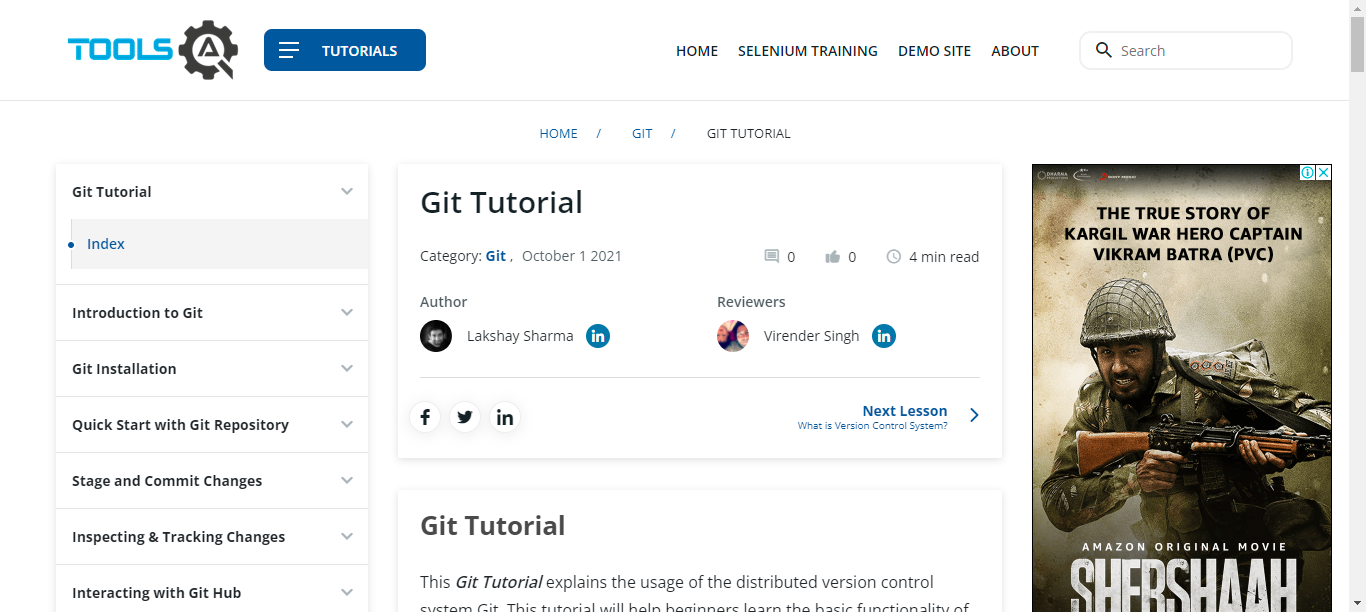 TOOLS QA
TUTORIALS
HOME
SELENIUM TRAINING
DEMO SITE
ABOUT
Search
HOME / GIT / GIT TUTORIAL
Git Tutorial
Index
Introduction to Git
Git Installation
Quick Start with Git Repository
Stage and Commit Changes
Inspecting & Tracking Changes
Interacting with Git Hub
Git Tutorial
Category: Git , October 1 2021
0
0
4 min read
Author
Lakshay Sharma
in
Reviewers
Virender Singh
in
Next Lesson
What is Version Control System?
Git Tutorial
This Git Tutorial explains the usage of the distributed version control
system Git. This tutorial will help beginners learn the basic functionality of
THE TRUE STORY OF
KARGIL WAR HERO CAPTAIN
VIKRAM BATRA (PVC)
AMAZON ORIGINAL MOVIE
SHERSHAAH